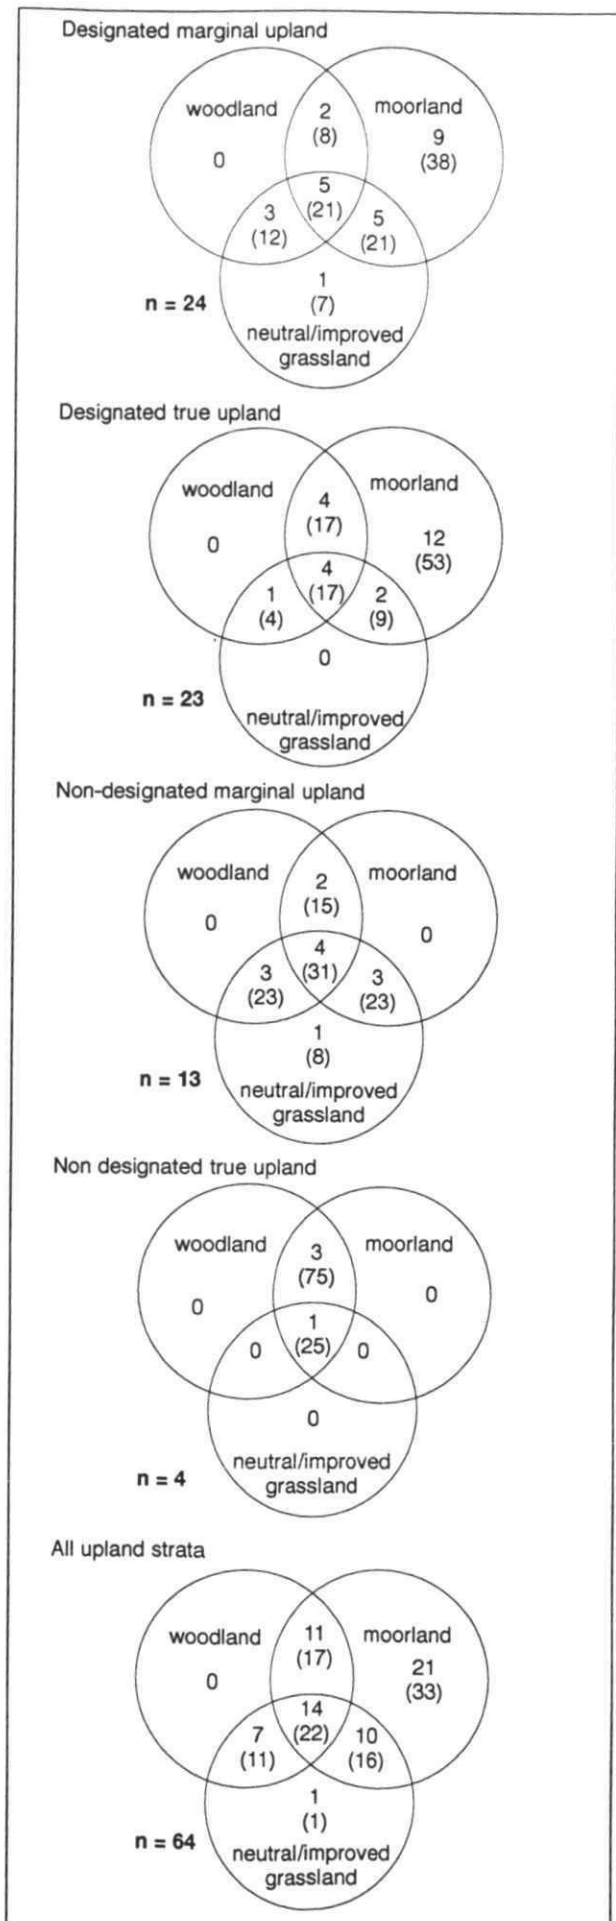 Designated marginal upland
woodland
moorland
2
(8)
9
(38)
0
5
(21)
3
(12)
5
(21)
1
(7)
n = 24
neutral/improved
grassland
Designated true upland
woodland
moorland
4
(17)
12
(53)
0
4
(17)
1
(4)
2
(9)
0
n = 23
neutral/improved
grassland
Non-designated marginal upland
woodland
moorland
2
(15)
0
0
4
(31)
3
(23)
3
(23)
1
(8)
n = 13
neutral/improved
grassland
Non designated true upland
woodland
moorland
3
(75)
0
0
1
(25)
0
0
0
n = 4
neutral/improved
grassland
All upland strata
woodland
moorland
11
(17)
21
(33)
0
14
(22)
7
(11)
10
(16)
1
(1)
n = 64
neutral/improved
grassland